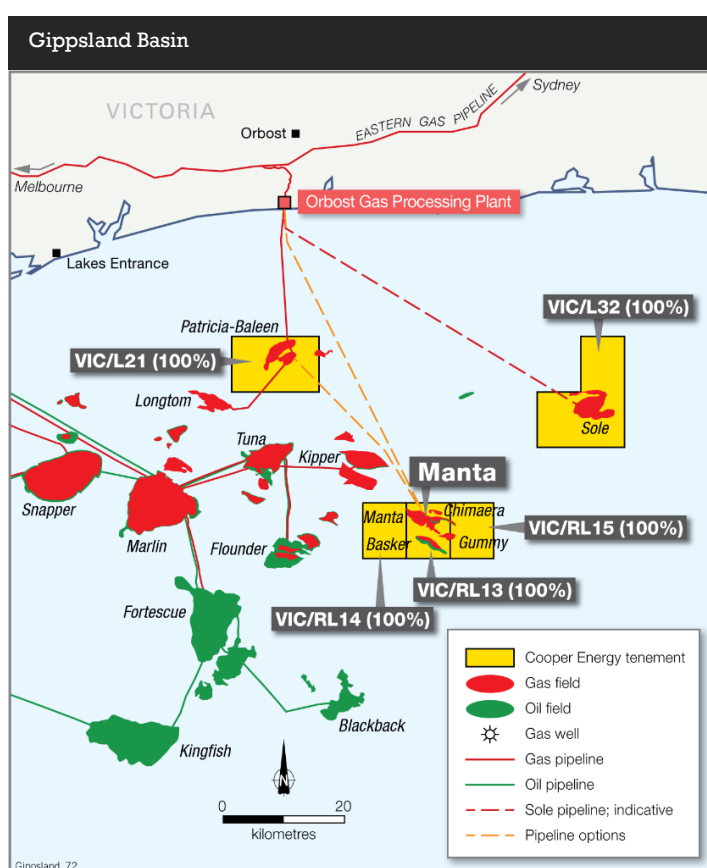 Gippsland Basin
VICTORIA
Sydney
EASTERN GAS PIPELINE
Orbost
Melbourne
Orbost Gas Processing Plant
Lakes Entrance
VIC/L32 (100%)
Patricia-Baleen
VIC/L21 (100%)
Longtom
Sole
Tuna
Kipper
Manta
Snapper
Manta
Chimaera
Marlin
Flounder
Basker
Gummy
VIC/RL15 (100%)
VIC/RL13 (100%)
Fortescue
VIC/RL14 (100%)
Cooper Energy tenement
Gas field
Oil field
Gas well
Gas pipeline
Oil pipeline
Sole pipeline; indicative
Pipeline options
Blackback
Kingfish
N
0 20
kilometres
Gippsland 72